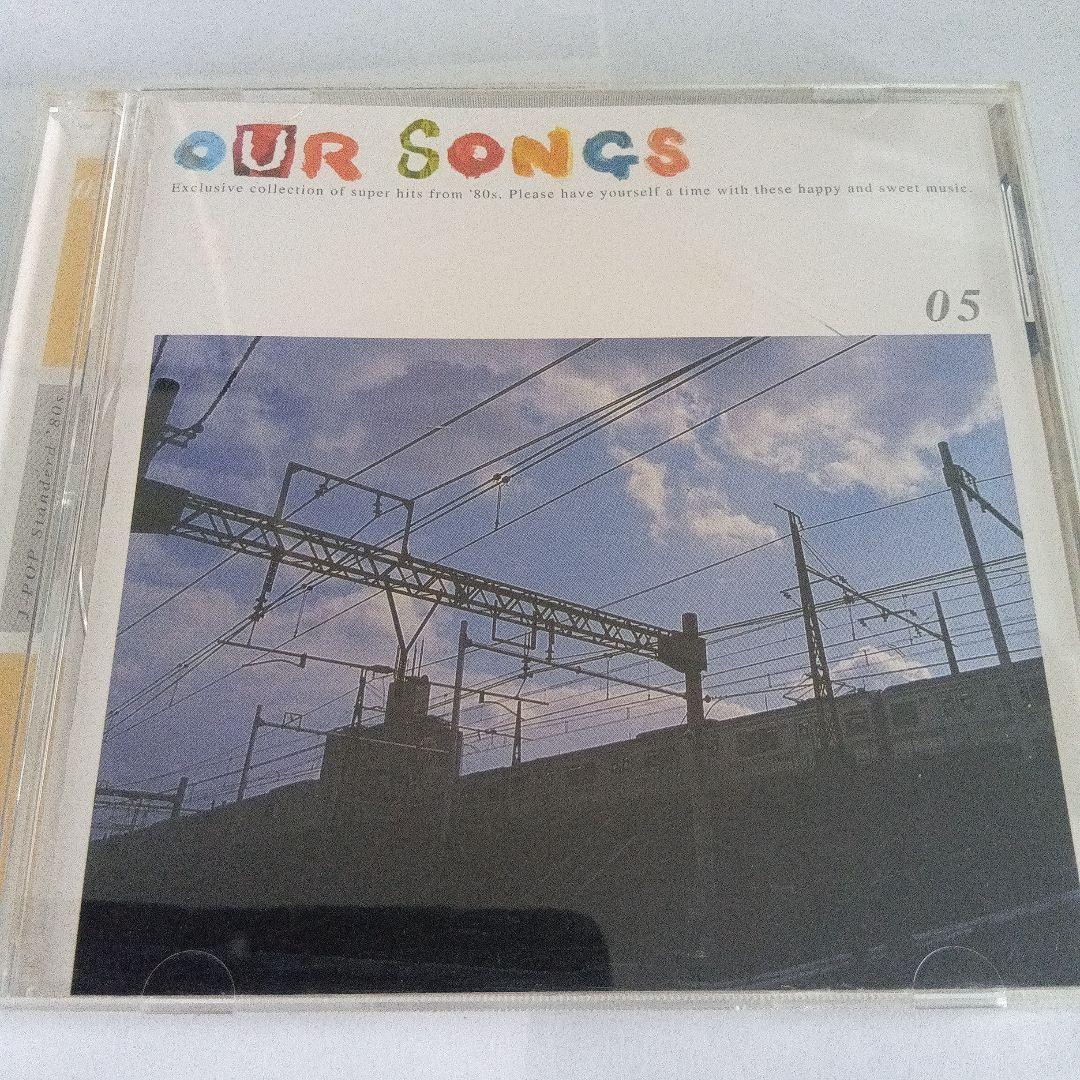 OUR SONGS
Exclusive collection of super hits from '80s. Please have yourself a time with these happy and sweet music.
05
J-POP Standerd '80s